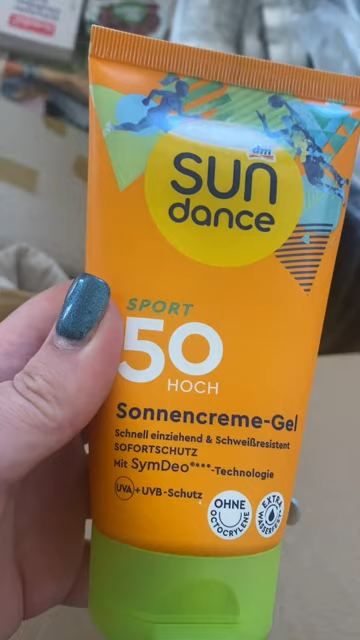 dm
SUN
dance
SPORT
50
HOCH
Sonnencreme-Gel
Schnell einziehend & Schweißresistent
SOFORTSCHUTZ
Mit SymDeo®****-Technologie
UVA +UVB-Schutz
OHNE
OCTOCRYLENE
EXTRA
WASSERFEST